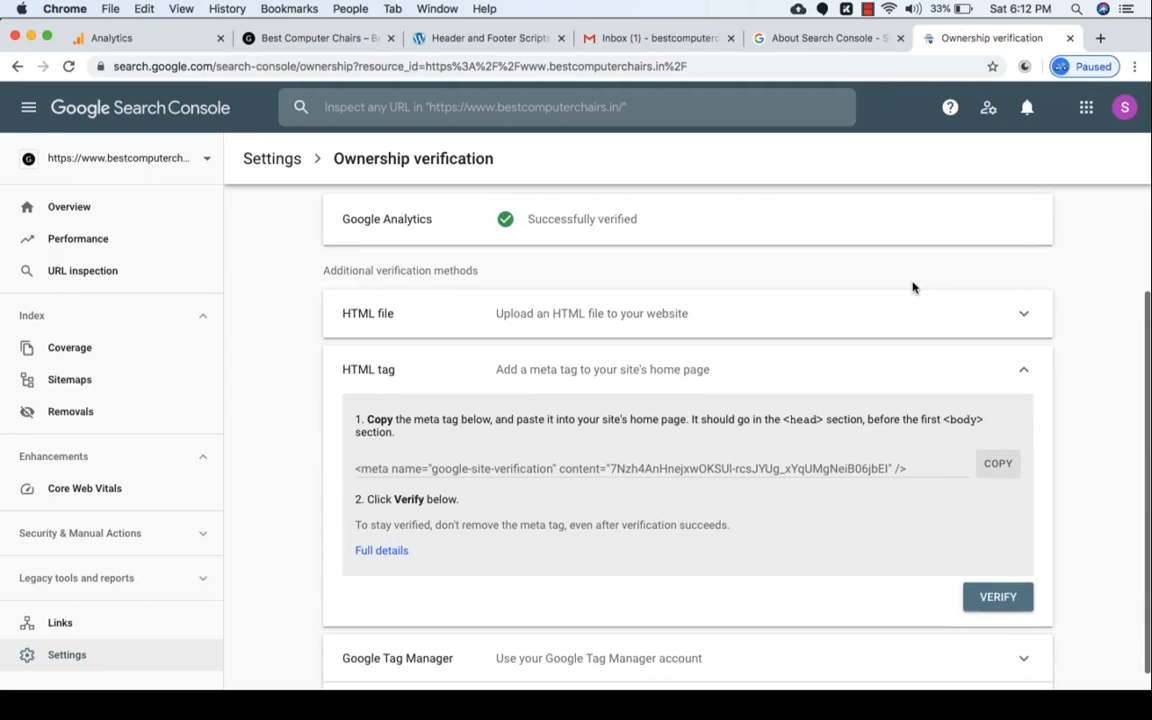 Chrome File Edit View History Bookmarks People Tab Window Help 33% Sat 6:12 PM
Analytics Best Computer Chairs – B Header and Footer Scripts Inbox (1) - bestcomputerc About Search Console - S Ownership verification
search.google.com/search-console/ownership?resource_id=https%3A%2F%2Fwww.bestcomputerchairs.in%2F Paused
Google Search Console Inspect any URL in "https://www.bestcomputerchairs.in/" S
G https://www.bestcomputerch... Settings > Ownership verification
Overview
Performance
URL inspection
Index
Coverage
Sitemaps
Removals
Enhancements
Core Web Vitals
Security & Manual Actions
Legacy tools and reports
Links
Settings
Google Analytics Successfully verified
Additional verification methods
HTML file Upload an HTML file to your website
HTML tag Add a meta tag to your site's home page
1. Copy the meta tag below, and paste it into your site's home page. It should go in the <head> section, before the first <body>
section.
<meta name="google-site-verification" content="7Nzh4AnHnejxwOKSUl-rcsJYUg_xYqUMgNeiB06jbEI" />
COPY
2. Click Verify below.
To stay verified, don't remove the meta tag, even after verification succeeds.
Full details
VERIFY
Google Tag Manager Use your Google Tag Manager account